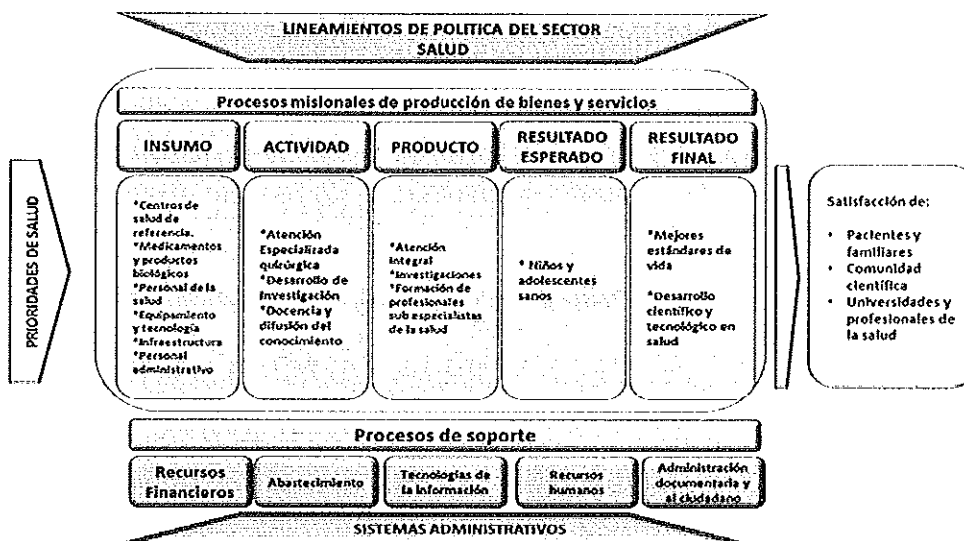 LINEAMIENTOS DE POLITICA DEL SECTOR
SALUD
PRIORIDADES DE SALUD
Procesos misionales de producción de bienes y servicios
INSUMO
ACTIVIDAD
PRODUCTO
RESULTADO
ESPERADO
RESULTADO
FINAL
*Centros de
salud de
referencia.
*Medicamentos
y productos
biológicos
*Personal de la
salud
*Equipamiento
y tecnología
*Infraestructura
*Personal
administrativo
*Atención
Especializada
quirúrgica
*Desarrollo de
Investigación
*Docencia y
difusión del
conocimiento
*Atención
Integral
*Investigaciones
*Formación de
profesionales
sub especialistas
de la salud
* Niños y
adolescentes
sanos
*Mejores
estándares de
vida
*Desarrollo
científico y
tecnológico en
salud
Satisfacción de:
• Pacientes y
familiares
• Comunidad
científica
• Universidades y
profesionales de
la salud
Procesos de soporte
Recursos
Financieros
Abastecimiento
Tecnologías de
la información
Recursos
humanos
Administración
documentaria y
al ciudadano
SISTEMAS ADMINISTRATIVOS